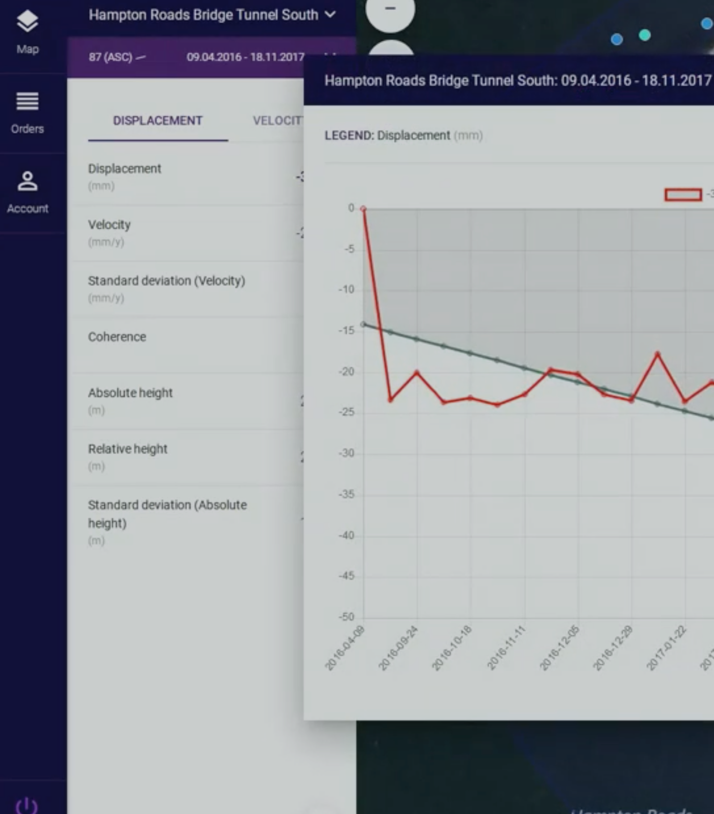 Map
Orders
Account
Hampton Roads Bridge Tunnel South
87 (ASC)
09.04.2016 - 18.11.2017
DISPLACEMENT
Displacement
(mm)
Velocity
(mm/y)
Standard deviation (Velocity)
(mm/y)
Coherence
Absolute height
(m)
Relative height
(m)
Standard deviation (Absolute
height)
(m)
Hampton Roads Bridge Tunnel South: 09.04.2016 - 18.11.2017
LEGEND: Displacement (mm)
0
-5
-10
-15
-20
-25
-30
-35
-40
-45
-50
2016-04-09
2016-09-24
2016-10-18
2016-11-11
2016-12-05
2016-12-29
2017-01-22